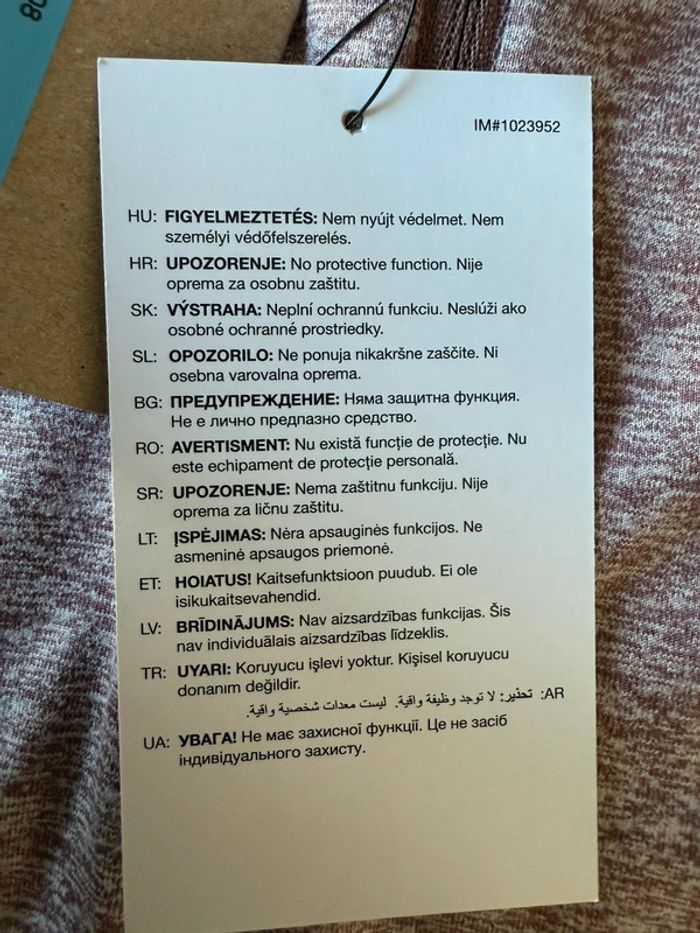 08
IM#1023952
HU: FIGYELMEZTETÉS: Nem nyújt védelmet. Nem
személyi védőfelszerelés.
HR: UPOZORENJE: No protective function. Nije
oprema za osobnu zaštitu.
SK: VÝSTRAHA: Neplní ochrannú funkciu. Neslúži ako
osobné ochranné prostriedky.
SL: OPOZORILO: Ne ponuja nikakršne zaščite. Ni
osebna varovalna oprema.
BG: ПРЕДУПРЕЖДЕНИЕ: Няма защитна функция.
Не е лично предпазно средство.
RO: AVERTISMENT: Nu există funcție de protecție. Nu
este echipament de protecție personală.
SR: UPOZORENJE: Nema zaštitnu funkciju. Nije
oprema za ličnu zaštitu.
LT: ĮSPĖJIMAS: Nėra apsauginės funkcijos. Ne
asmeninė apsaugos priemonė.
ET: HOIATUS! Kaitsefunktsioon puudub. Ei ole
isikukaitsevahendid.
LV: BRĪDINĀJUMS: Nav aizsardzības funkcijas. Šis
nav individuālais aizsardzības līdzeklis.
TR: UYARI: Koruyucu işlevi yoktur. Kişisel koruyucu
donanım değildir.
AR: تحذير: لا توجد وظيفة واقية. ليست معدات شخصية واقية.
UA: УВАГА! Не має захисної функції. Це не засіб
індивідуального захисту.